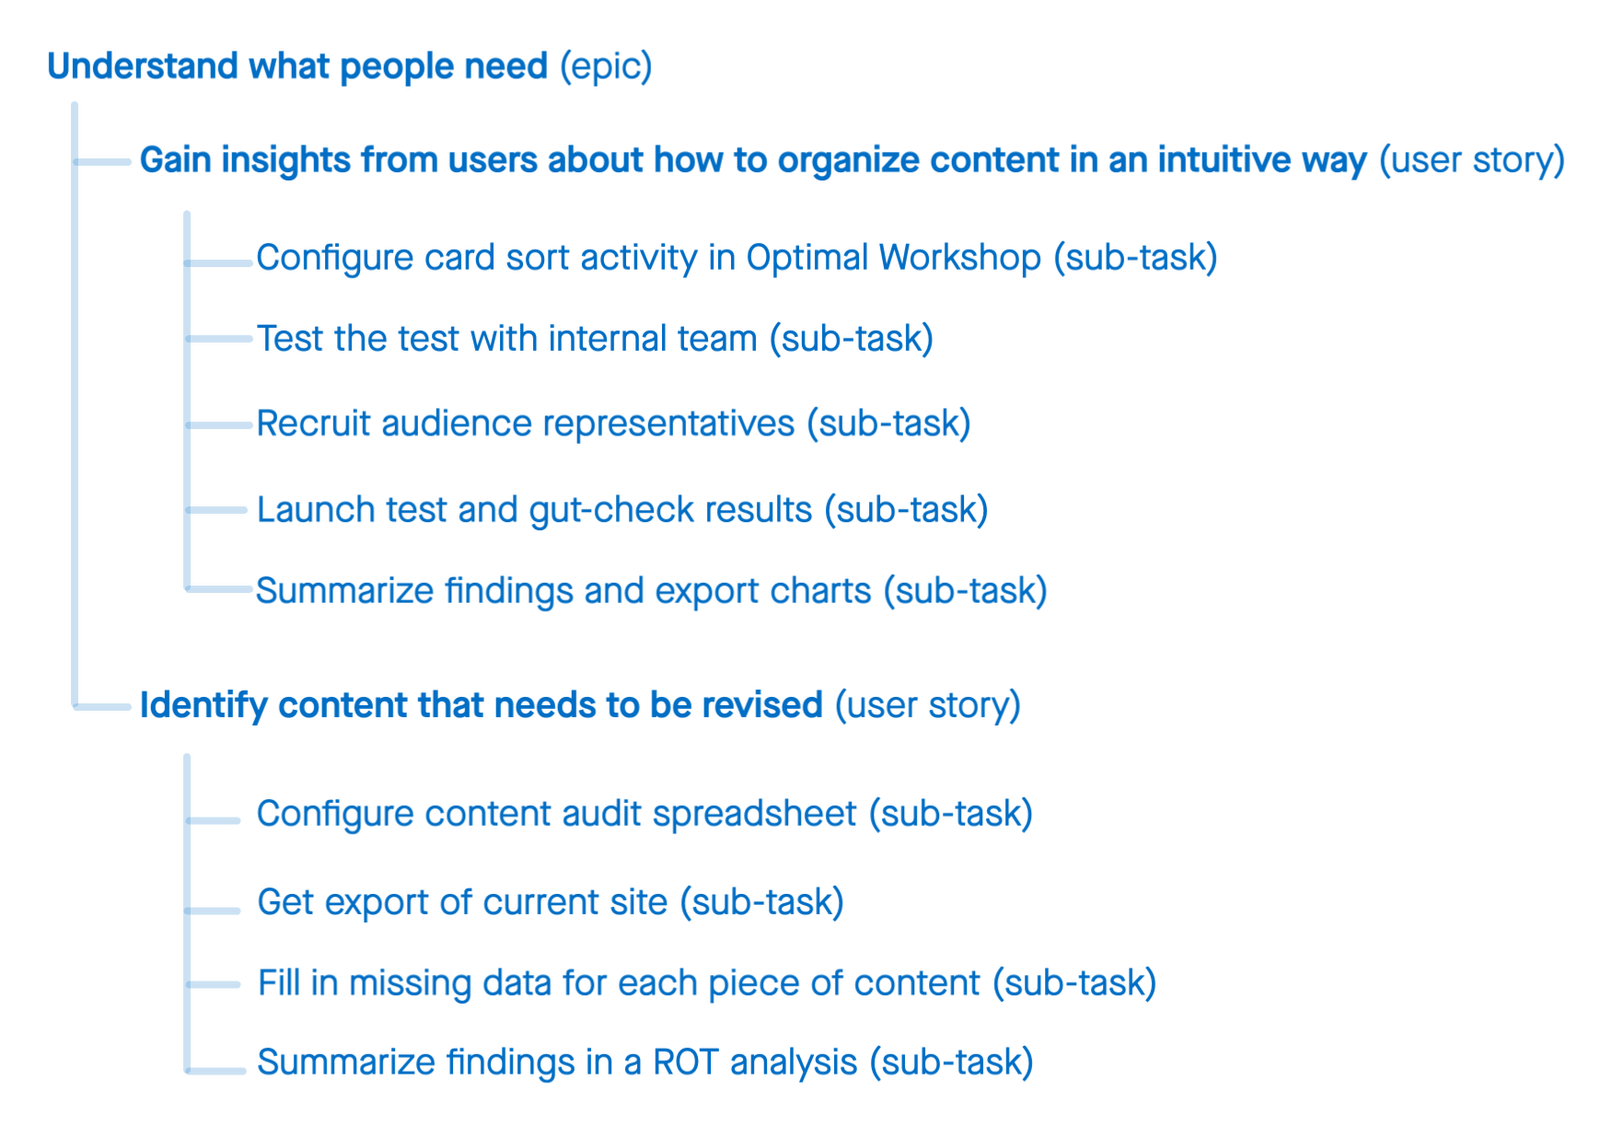 Understand what people need (epic)
Gain insights from users about how to organize content in an intuitive way (user story)
Configure card sort activity in Optimal Workshop (sub-task)
Test the test with internal team (sub-task)
Recruit audience representatives (sub-task)
Launch test and gut-check results (sub-task)
Summarize findings and export charts (sub-task)
Identify content that needs to be revised (user story)
Configure content audit spreadsheet (sub-task)
Get export of current site (sub-task)
Fill in missing data for each piece of content (sub-task)
Summarize findings in a ROT analysis (sub-task)